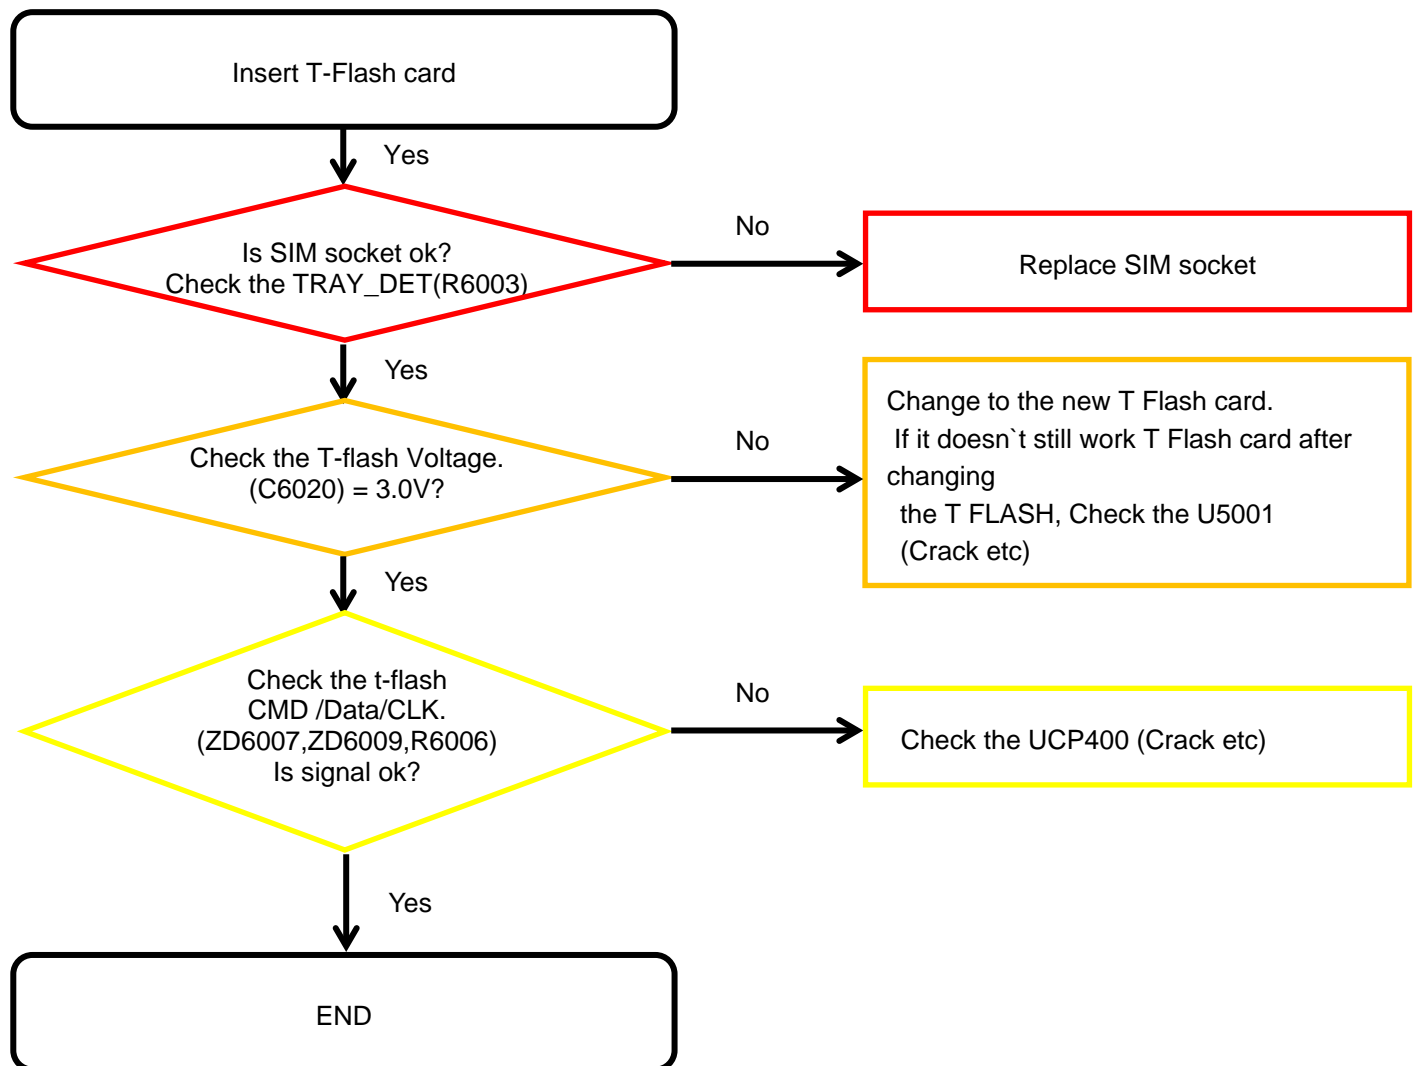 Insert T-Flash card
Yes
Is SIM socket ok?
Check the TRAY_DET(R6003)
No
Replace SIM socket
Yes
Check the T-flash Voltage.
(C6020) = 3.0V?
No
Change to the new T Flash card.
If it doesn`t still work T Flash card after
changing
the T FLASH, Check the U5001
(Crack etc)
Yes
Check the t-flash
CMD /Data/CLK.
(ZD6007,ZD6009,R6006)
Is signal ok?
No
Check the UCP400 (Crack etc)
Yes
END